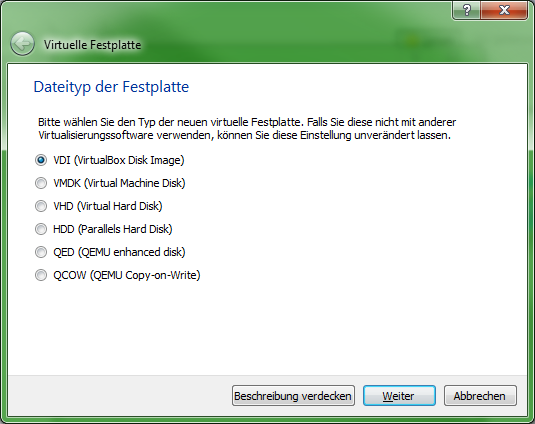 ?
Virtuelle Festplatte
Dateityp der Festplatte
Bitte wählen Sie den Typ der neuen virtuelle Festplatte. Falls Sie diese nicht mit anderer
Virtualisierungssoftware verwenden, können Sie diese Einstellung unverändert lassen.
VDI (VirtualBox Disk Image)
VMDK (Virtual Machine Disk)
VHD (Virtual Hard Disk)
HDD (Parallels Hard Disk)
QED (QEMU enhanced disk)
QCOW (QEMU Copy-on-Write)
Beschreibung verdecken Weiter Abbrechen